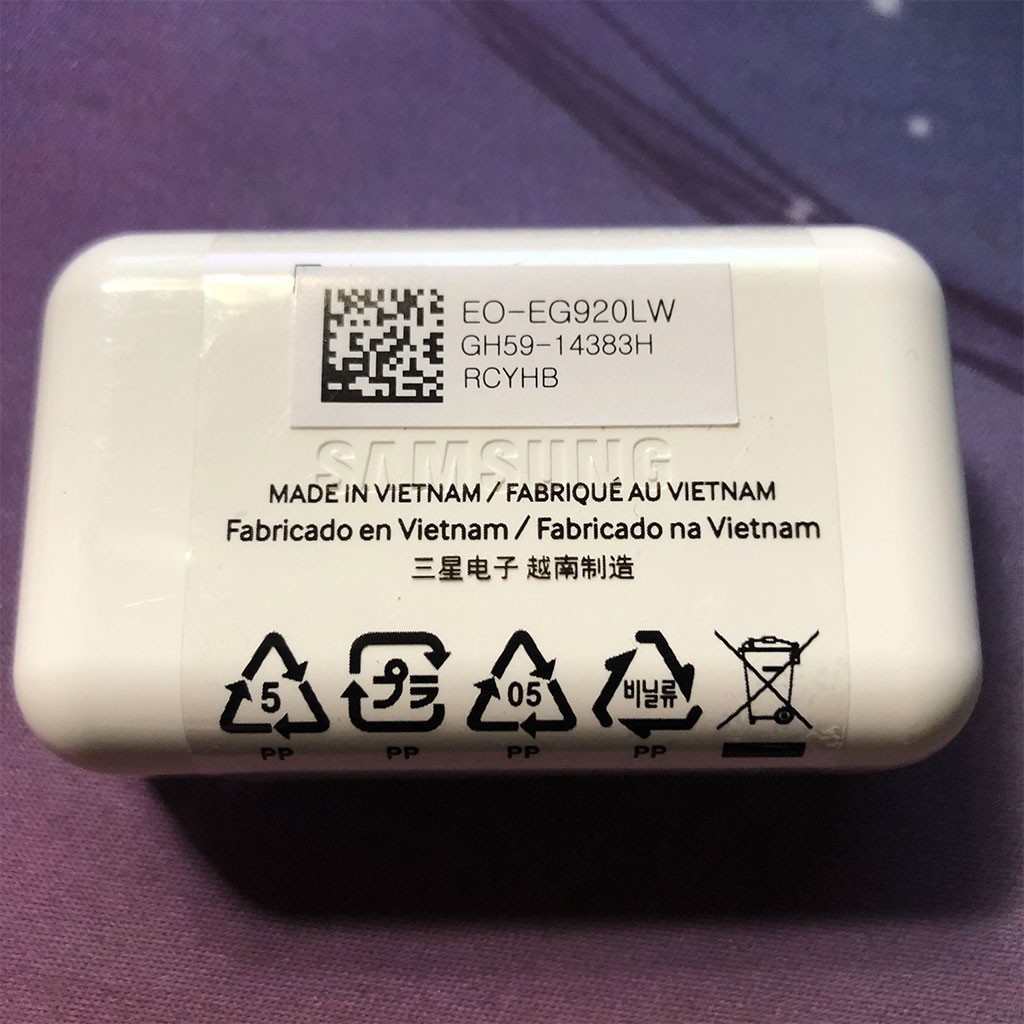 EO-EG920LW
GH59-14383H
RCYHB
SAMSUNG
MADE IN VIETNAM / FABRIQUÉ AU VIETNAM
Fabricado en Vietnam / Fabricado na Vietnam
三星电子 越南制造
5 プラ 05 비닐류
PP PP PP PP